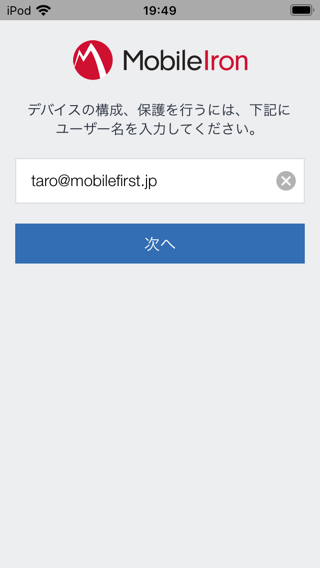 iPod 19:49
MobileIron
デバイスの構成、保護を行うには、下記に
ユーザー名を入力してください。
taro@mobilefirst.jp
次へ